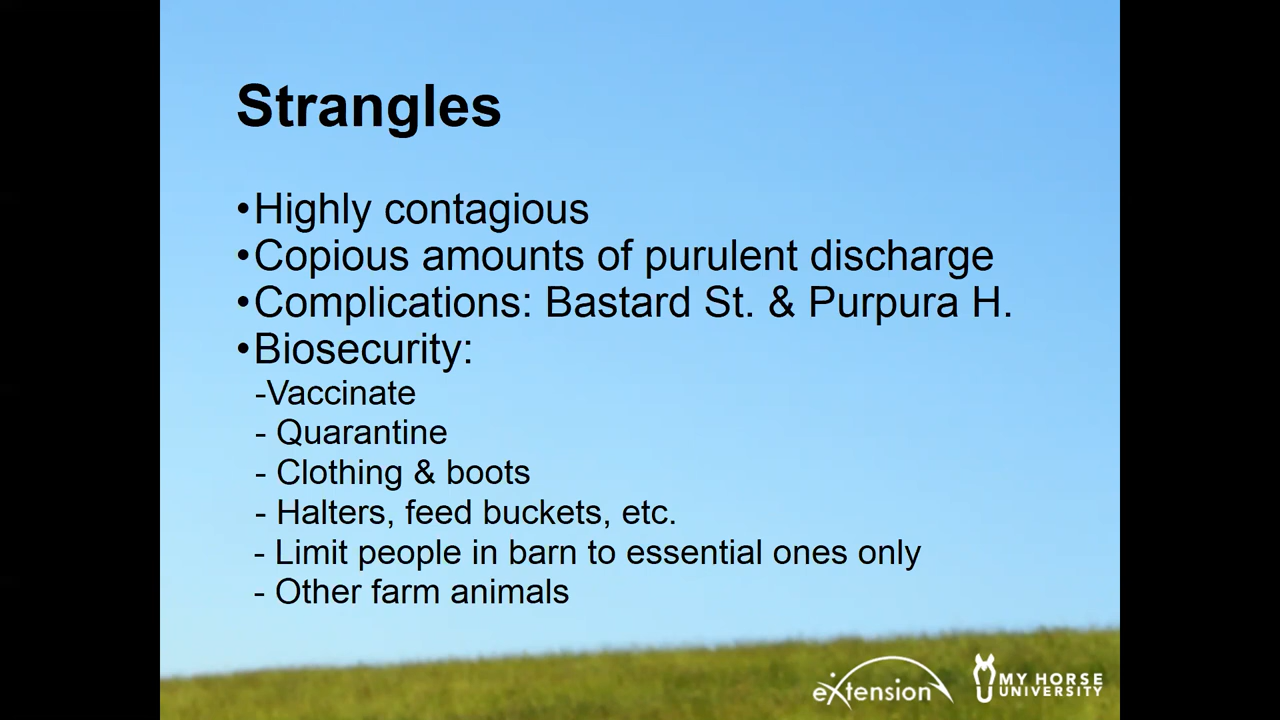 Strangles
•Highly contagious
•Copious amounts of purulent discharge
•Complications: Bastard St. & Purpura H.
•Biosecurity:
-Vaccinate
- Quarantine
- Clothing & boots
- Halters, feed buckets, etc.
- Limit people in barn to essential ones only
- Other farm animals
eXtension
MY HORSE
UNIVERSITY